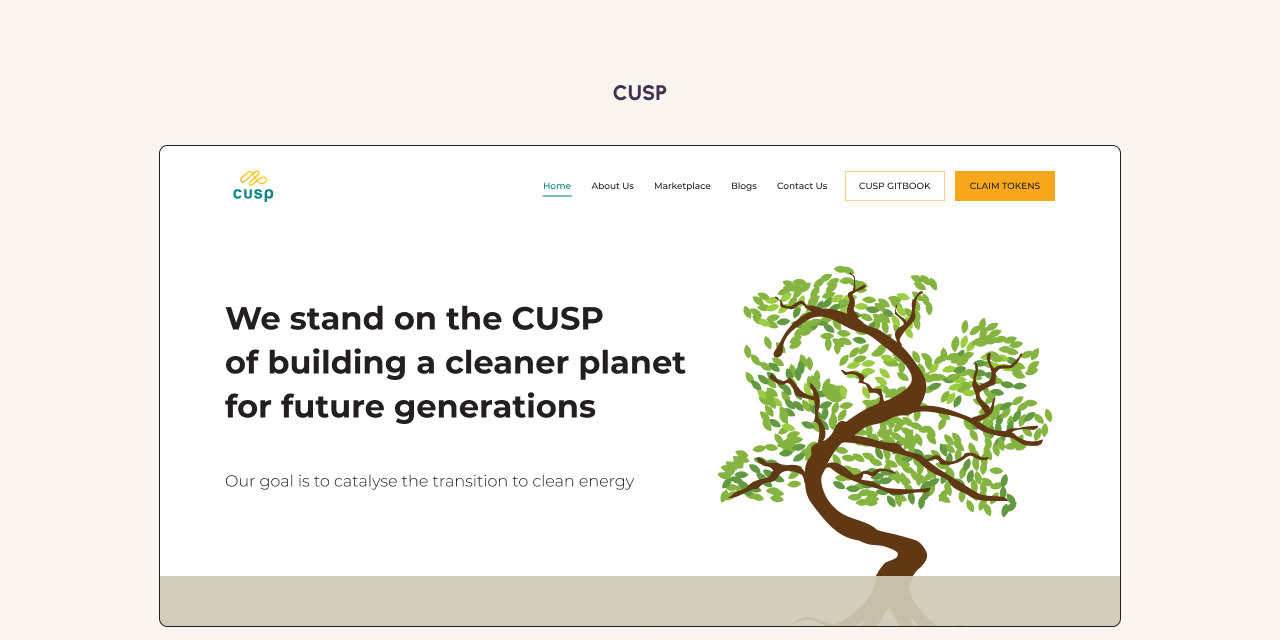 CUSP
cusp
Home About Us Marketplace Blogs Contact Us CUSP GITBOOK CLAIM TOKENS
We stand on the CUSP
of building a cleaner planet
for future generations
Our goal is to catalyse the transition to clean energy